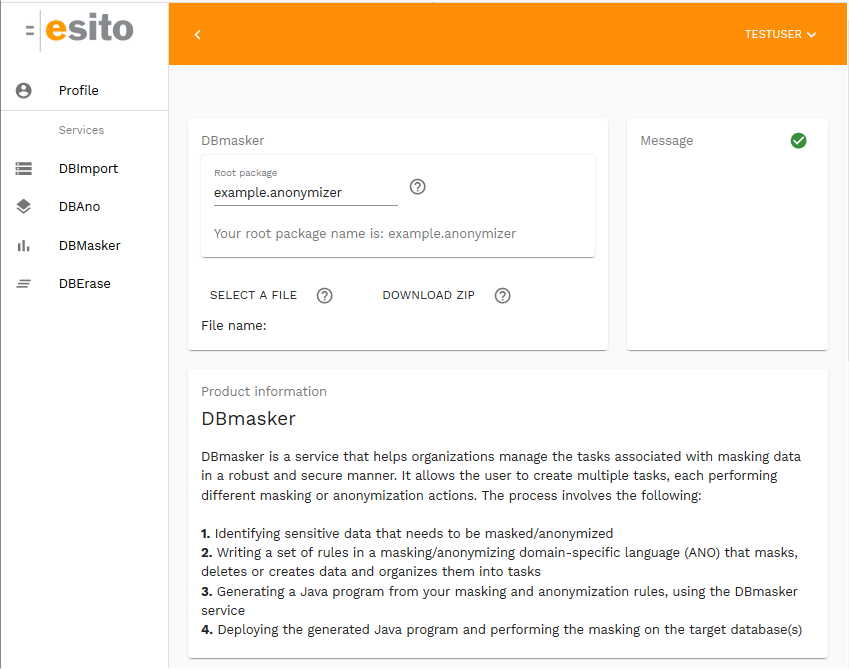 esito
TESTUSER
Profile
Services
DBImport
DBAno
DBMasker
DBErase
DBmasker
Root package
example.anonymizer
Your root package name is: example.anonymizer
SELECT A FILE
DOWNLOAD ZIP
File name:
Message
Product information
DBmasker
DBmasker is a service that helps organizations manage the tasks associated with masking data
in a robust and secure manner. It allows the user to create multiple tasks, each performing
different masking or anonymization actions. The process involves the following:
1. Identifying sensitive data that needs to be masked/anonymized
2. Writing a set of rules in a masking/anonymizing domain-specific language (ANO) that masks,
deletes or creates data and organizes them into tasks
3. Generating a Java program from your masking and anonymization rules, using the DBmasker
service
4. Deploying the generated Java program and performing the masking on the target database(s)